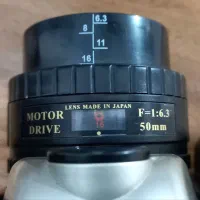 6.3
8
11
16
LENS MADE IN JAPAN
MOTOR F=1:6.3
DRIVE 50mm